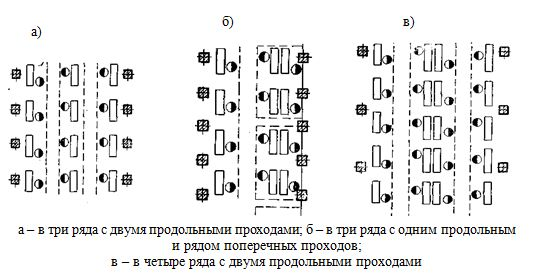 а)
б)
в)
а – в три ряда с двумя продольными проходами; б – в три ряда с одним продольным
и рядом поперечных проходов;
в – в четыре ряда с двумя продольными проходами